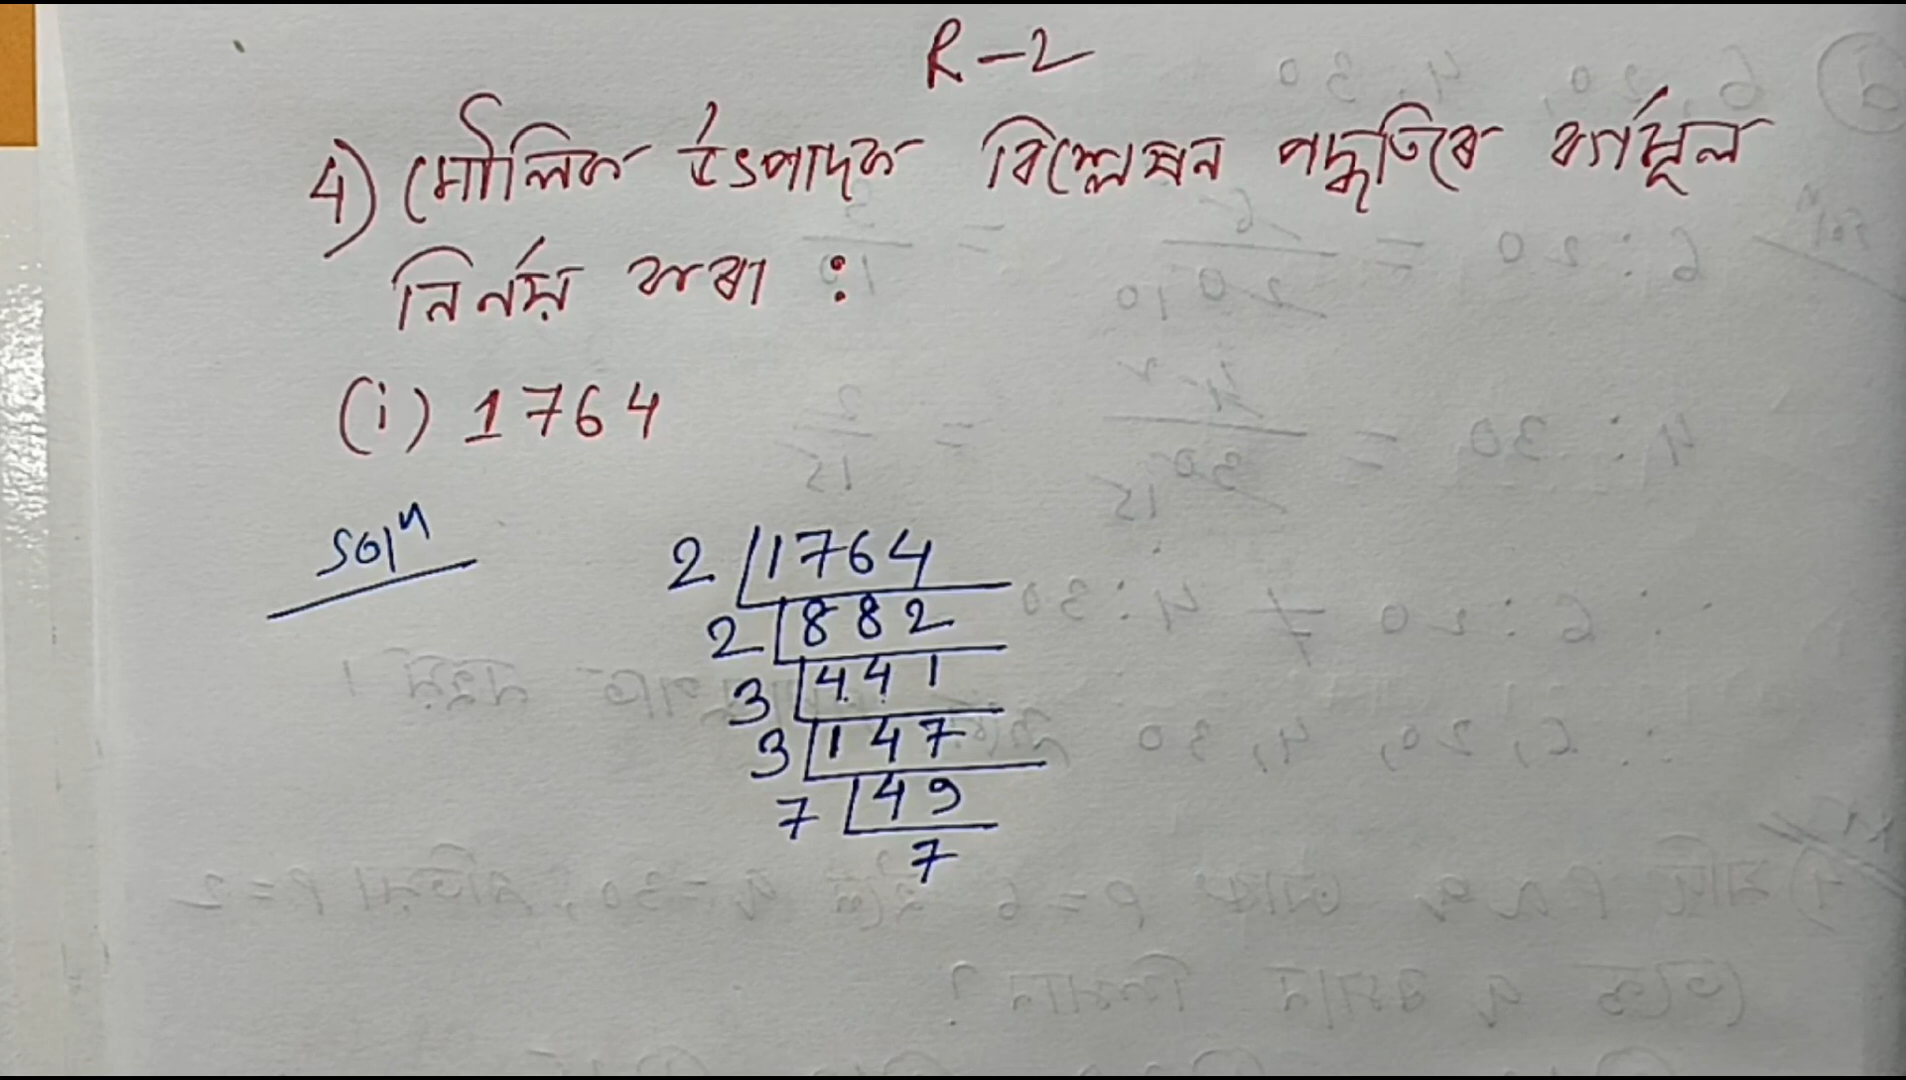 R-2
4) মৌলিক উৎপাদক বিশ্লেষন পদ্ধতিৰে বৰ্গমূল
নিৰ্নয় কৰা :
(i) 1764
Solⁿ
2 | 1764
2 | 882
3 | 441
3 | 147
7 | 49
7